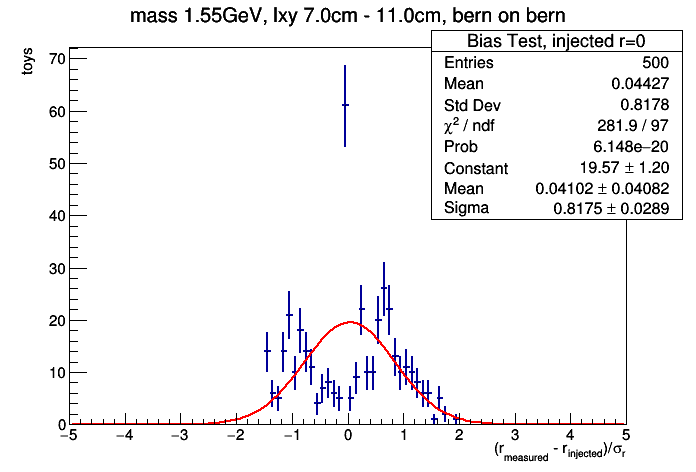 mass 1.55GeV, lxy 7.0cm - 11.0cm, bern on bern
Bias Test, injected r=0
Entries 500
Mean 0.04427
Std Dev 0.8178
χ² / ndf 281.9 / 97
Prob 6.148e−20
Constant 19.57 ± 1.20
Mean 0.04102 ± 0.04082
Sigma 0.8175 ± 0.0289
toys
70
60
50
40
30
20
10
0
−5 −4 −3 −2 −1 0 1 2 3 4 5
(r_measured - r_injected)/σ_r